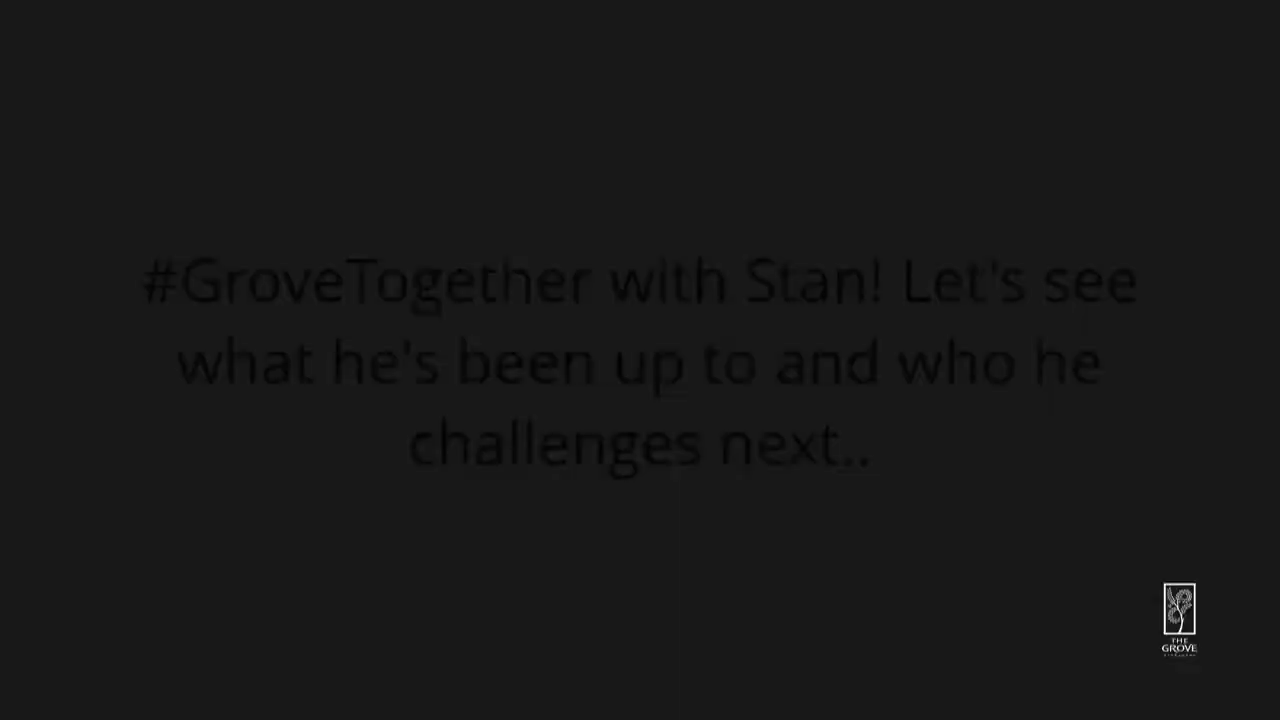 #GroveTogether with Stan! Let's see
what he's been up to and who he
challenges next..
THE
GROVE